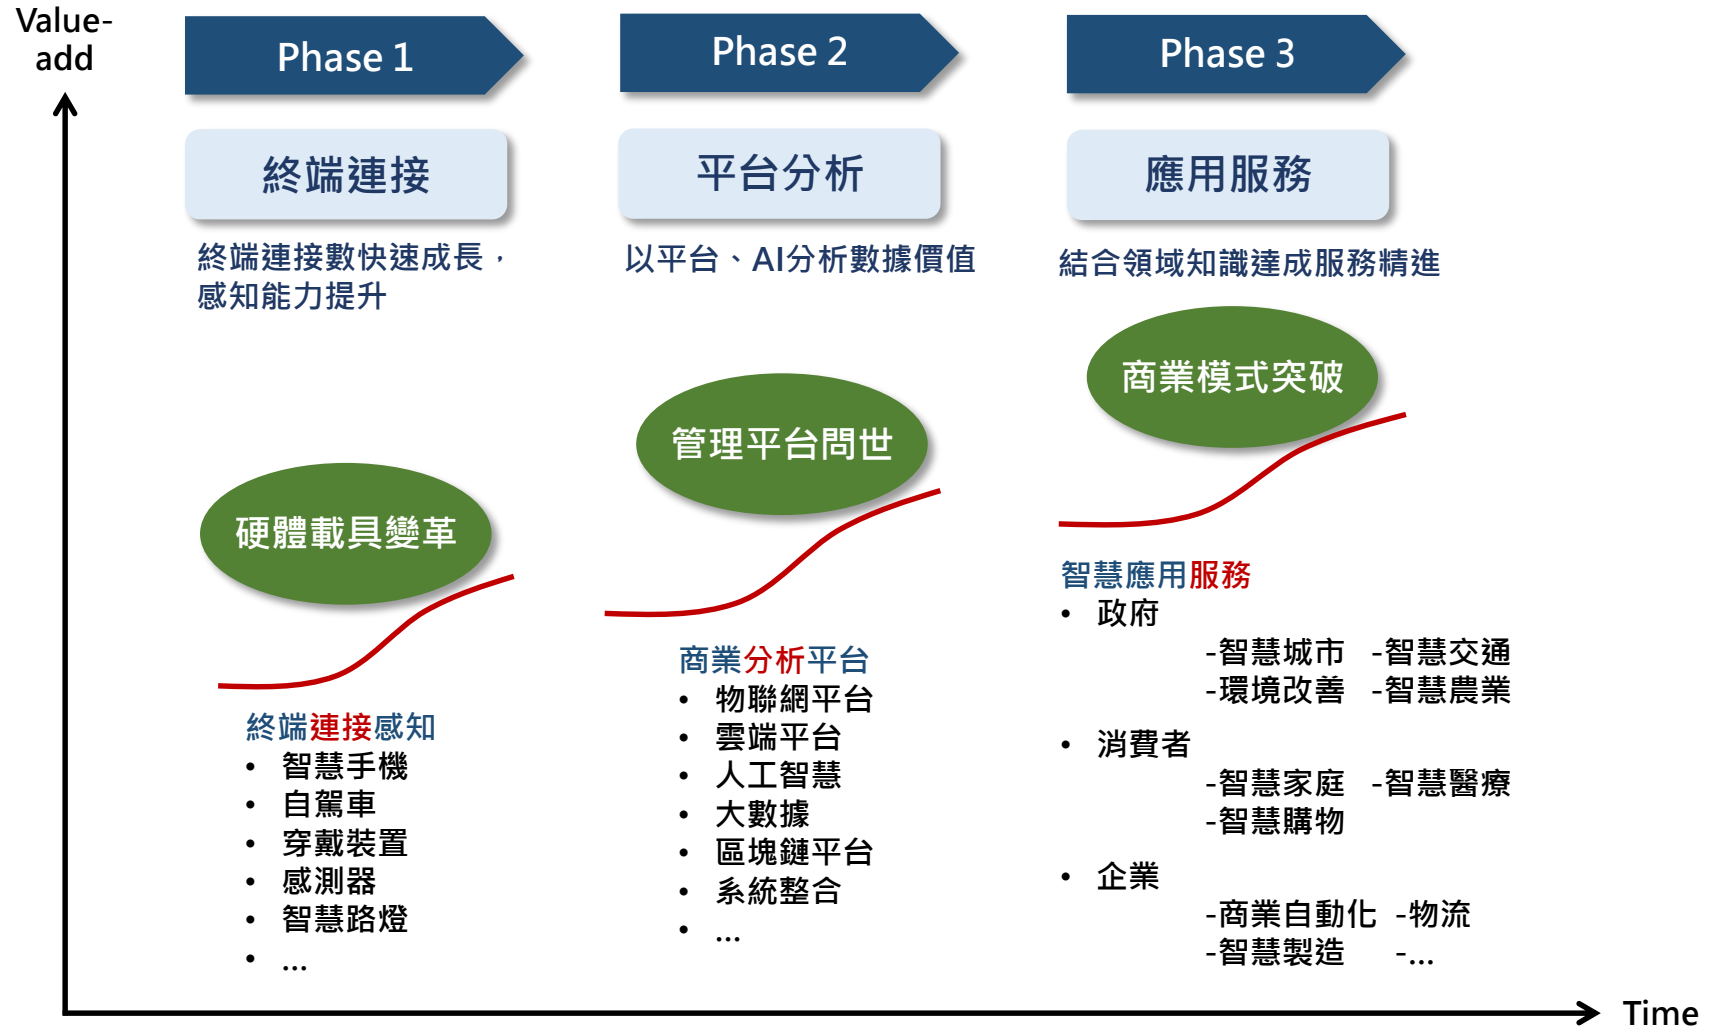 Value-
add
Phase 1
終端連接
終端連接數快速成長，
感知能力提升
硬體載具變革
終端連接感知
• 智慧手機
• 自駕車
• 穿戴裝置
• 感測器
• 智慧路燈
• ...
Phase 2
平台分析
以平台、AI分析數據價值
管理平台問世
商業分析平台
• 物聯網平台
• 雲端平台
• 人工智慧
• 大數據
• 區塊鏈平台
• 系統整合
• ...
Phase 3
應用服務
結合領域知識達成服務精進
商業模式突破
智慧應用服務
• 政府
-智慧城市 -智慧交通
-環境改善 -智慧農業
• 消費者
-智慧家庭 -智慧醫療
-智慧購物
• 企業
-商業自動化 -物流
-智慧製造 -...
Time